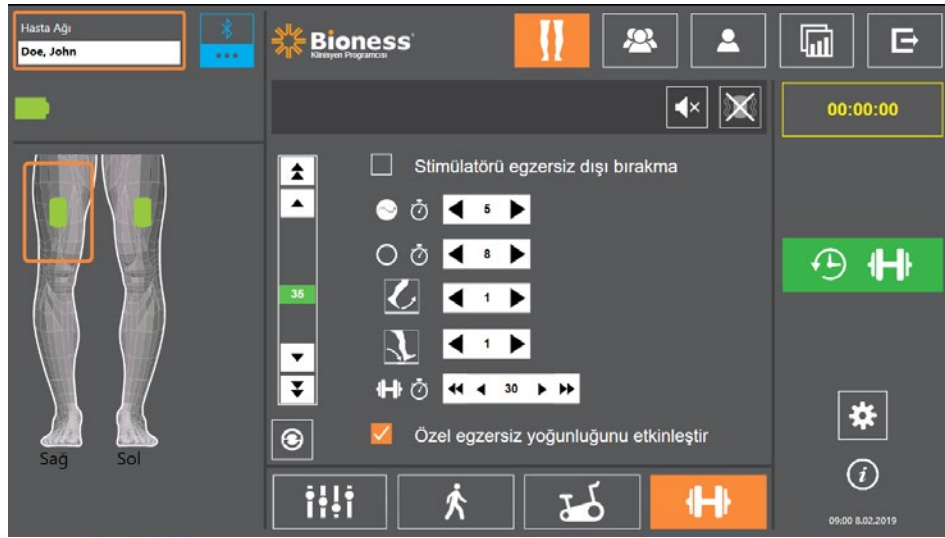 Hasta Ağı
Doe, John
Bioness
Klinisyen Programcısı
00:00:00
Stimülatörü egzersiz dışı bırakma
5
8
35
1
1
30
Özel egzersiz yoğunluğunu etkinleştir
Sağ
Sol
09:00 8.02.2019